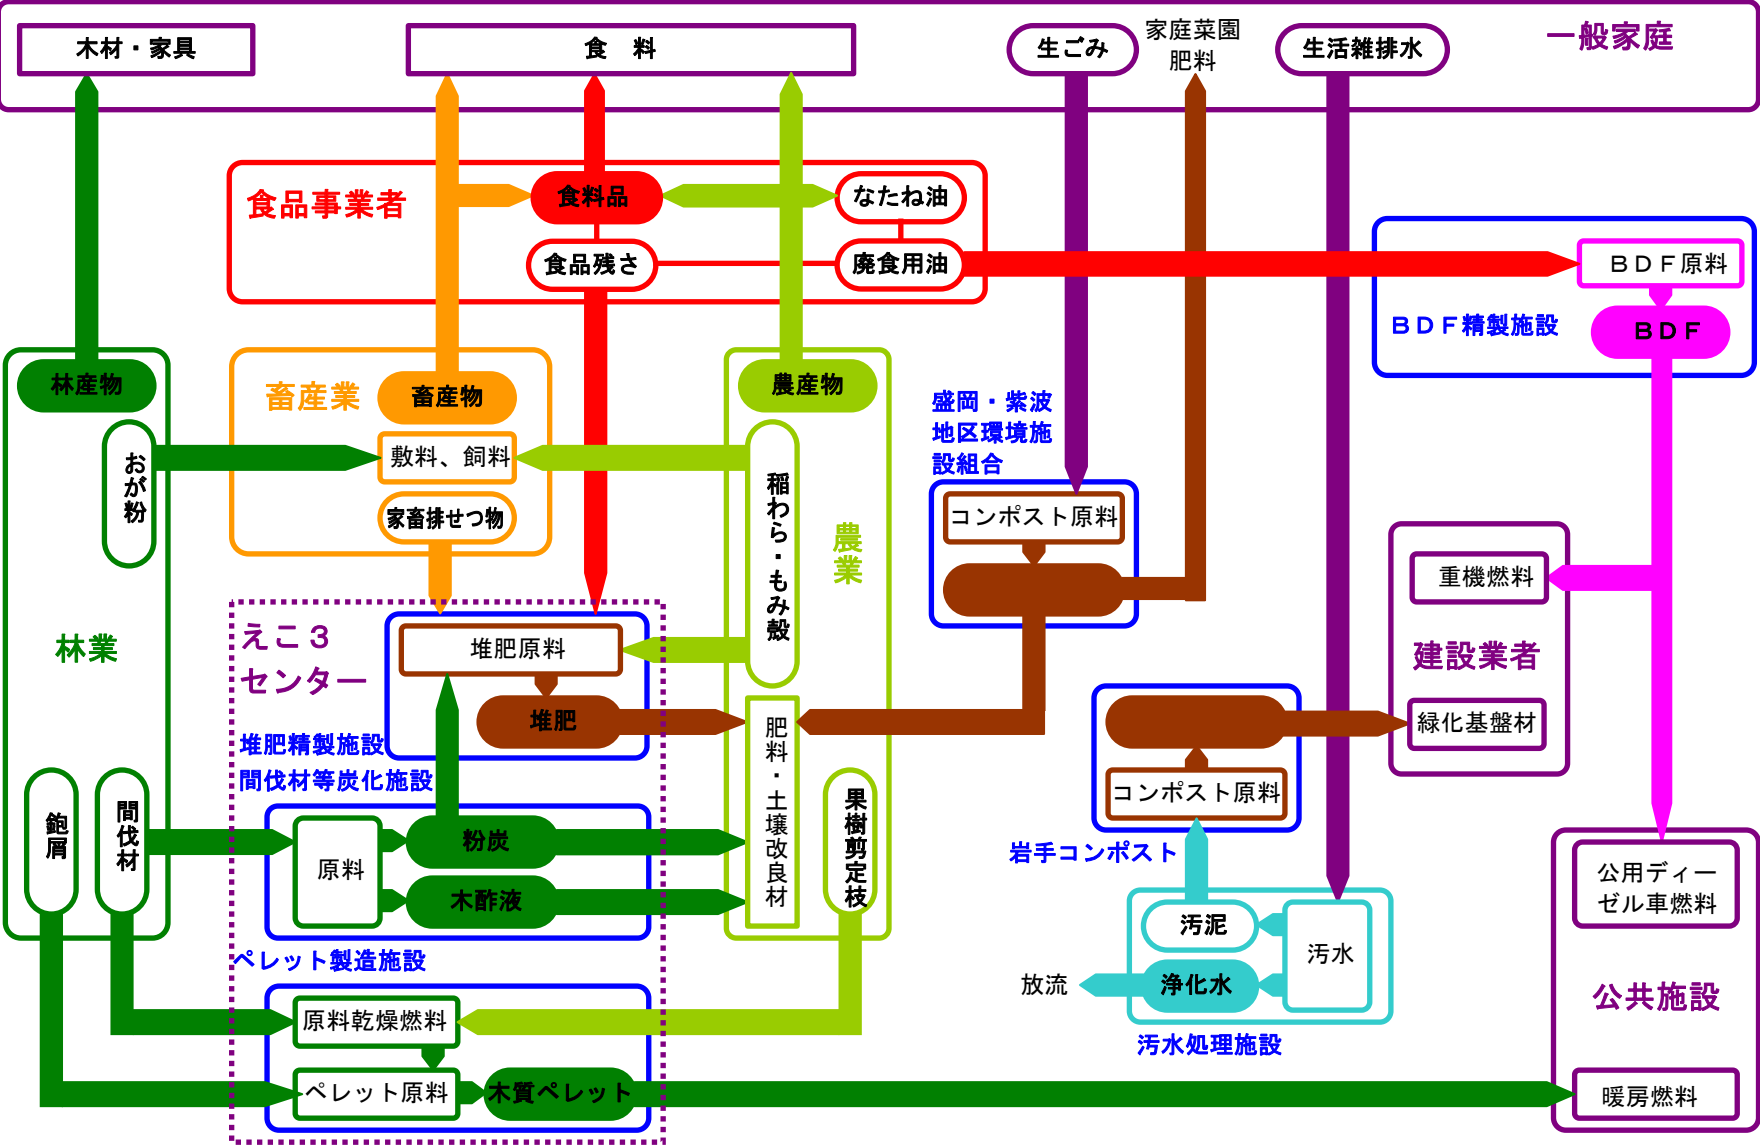 木材・家具
食　料
生ごみ
家庭菜園
肥料
生活雑排水
一般家庭
食品事業者
食料品
なたね油
食品残さ
廃食用油
ＢＤＦ原料
ＢＤＦ精製施設
ＢＤＦ
林産物
畜産業
畜産物
農産物
盛岡・紫波
地区環境施
設組合
おが粉
敷料、飼料
家畜排せつ物
稲わら・もみ殻
農業
コンポスト原料
重機燃料
林業
えこ３
センター
堆肥原料
堆肥
建設業者
緑化基盤材
堆肥精製施設
間伐材等炭化施設
肥料・土壌改良材
コンポスト原料
鉋屑
間伐材
原料
粉炭
木酢液
果樹剪定枝
岩手コンポスト
公用ディー
ゼル車燃料
汚泥
汚水
ペレット製造施設
放流
浄化水
公共施設
原料乾燥燃料
汚水処理施設
ペレット原料
木質ペレット
暖房燃料